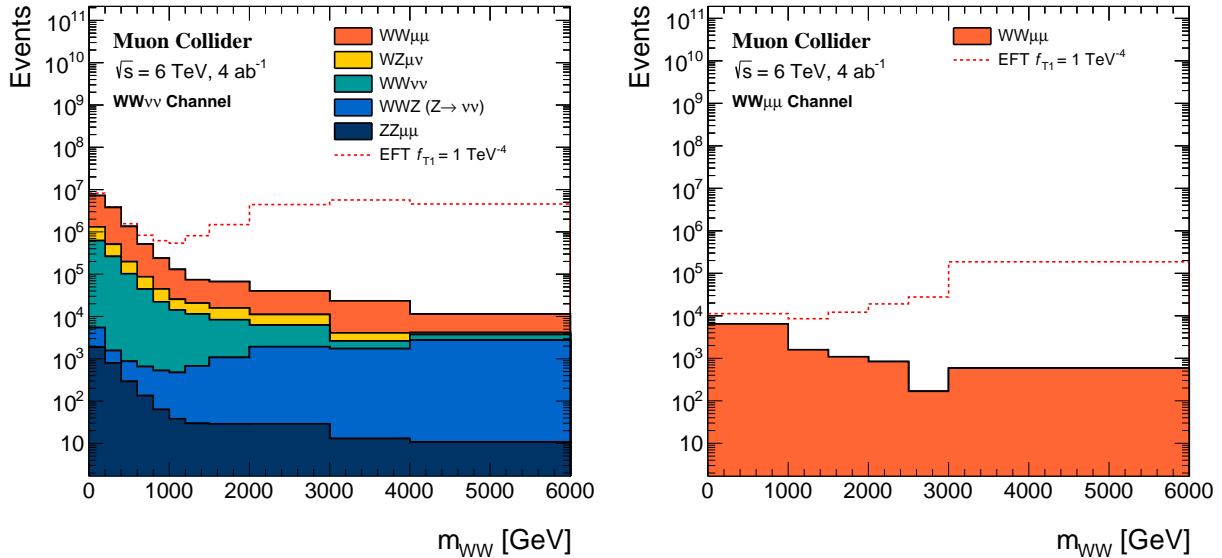 Events
10¹¹
10¹⁰
10⁹
10⁸
10⁷
10⁶
10⁵
10⁴
10³
10²
10
Muon Collider
√s = 6 TeV, 4 ab⁻¹
WWνν Channel
WWμμ
WZμν
WWνν
WWZ (Z→ νν)
ZZμμ
EFT f_T1 = 1 TeV⁻⁴
0 1000 2000 3000 4000 5000 6000
m_WW [GeV]
Events
10¹¹
10¹⁰
10⁹
10⁸
10⁷
10⁶
10⁵
10⁴
10³
10²
10
Muon Collider
√s = 6 TeV, 4 ab⁻¹
WWμμ Channel
WWμμ
EFT f_T1 = 1 TeV⁻⁴
0 1000 2000 3000 4000 5000 6000
m_WW [GeV]